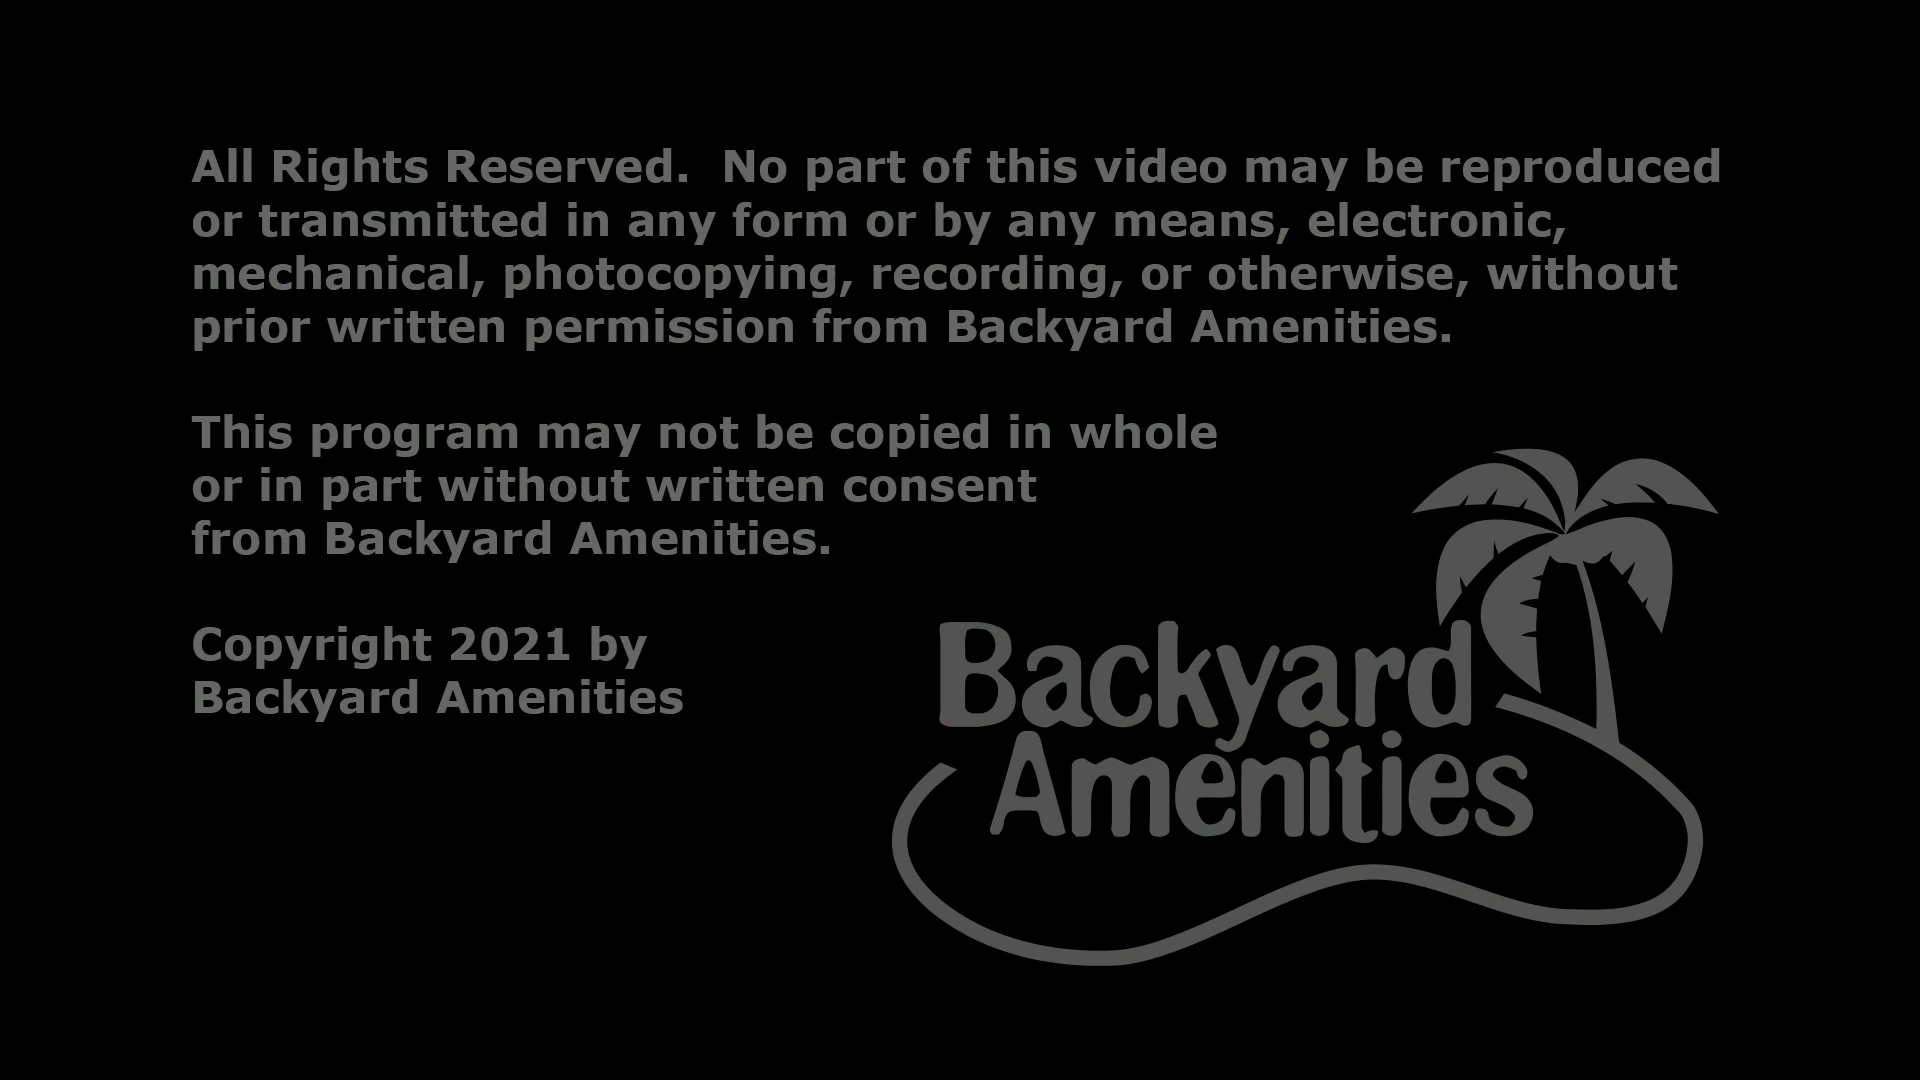 All Rights Reserved.  No part of this video may be reproduced
or transmitted in any form or by any means, electronic,
mechanical, photocopying, recording, or otherwise, without
prior written permission from Backyard Amenities.
This program may not be copied in whole
or in part without written consent
from Backyard Amenities.
Copyright 2021 by
Backyard Amenities
Backyard
Amenities